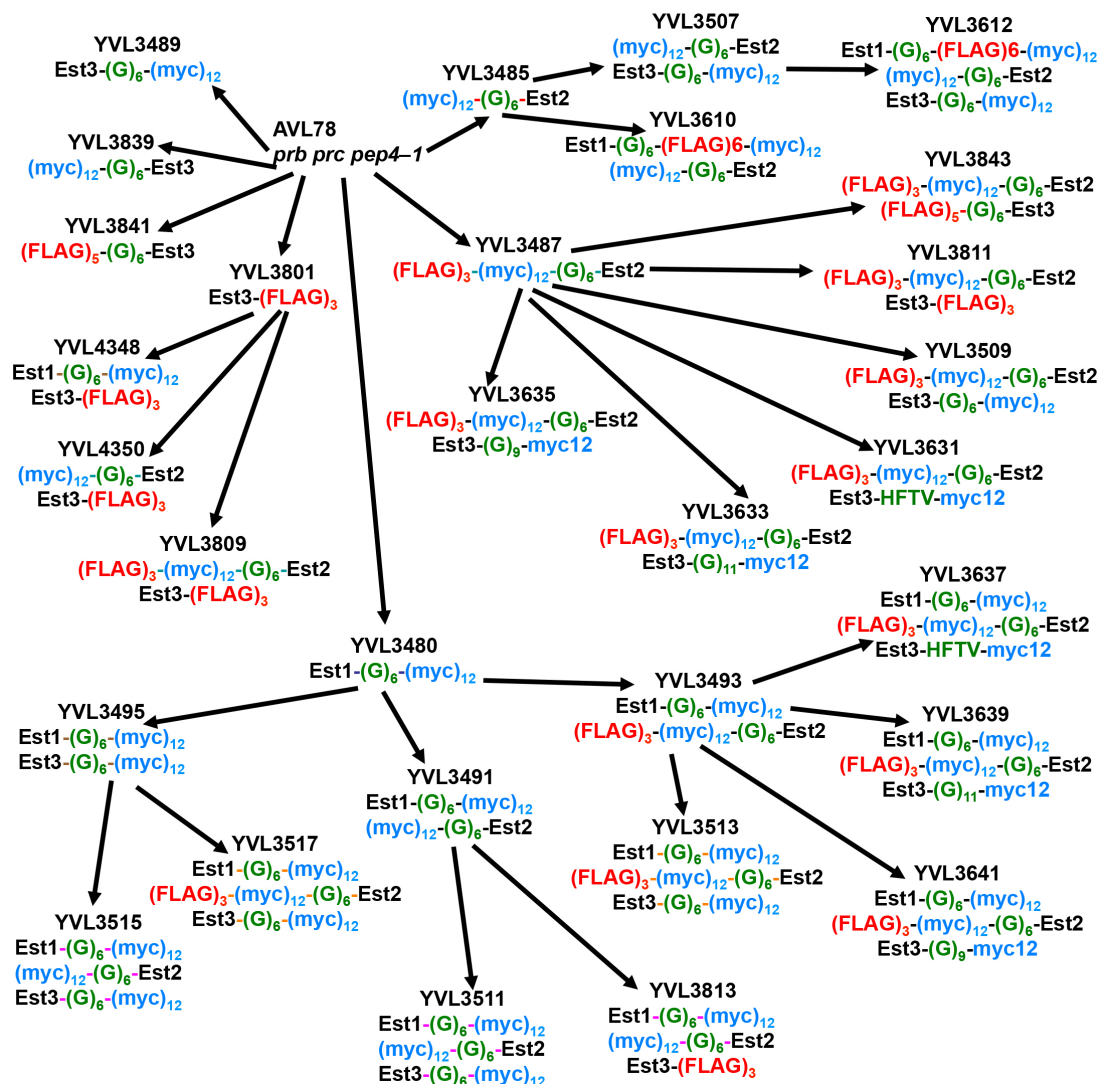 YVL3489
Est3-(G)6-(myc)12
YVL3839
(myc)12-(G)6-Est3
YVL3841
(FLAG)5-(G)6-Est3
AVL78
prb prc pep4–1
YVL3485
(myc)12-(G)6-Est2
YVL3507
(myc)12-(G)6-Est2
Est3-(G)6-(myc)12
YVL3612
Est1-(G)6-(FLAG)6-(myc)12
(myc)12-(G)6-Est2
Est3-(G)6-(myc)12
YVL3610
Est1-(G)6-(FLAG)6-(myc)12
(myc)12-(G)6-Est2
YVL3843
(FLAG)3-(myc)12-(G)6-Est2
(FLAG)5-(G)6-Est3
YVL3487
(FLAG)3-(myc)12-(G)6-Est2
YVL3811
(FLAG)3-(myc)12-(G)6-Est2
Est3-(FLAG)3
YVL3801
Est3-(FLAG)3
YVL4348
Est1-(G)6-(myc)12
Est3-(FLAG)3
YVL4350
(myc)12-(G)6-Est2
Est3-(FLAG)3
YVL3809
(FLAG)3-(myc)12-(G)6-Est2
Est3-(FLAG)3
YVL3509
(FLAG)3-(myc)12-(G)6-Est2
Est3-(G)6-(myc)12
YVL3635
(FLAG)3-(myc)12-(G)6-Est2
Est3-(G)9-myc12
YVL3631
(FLAG)3-(myc)12-(G)6-Est2
Est3-HFTV-myc12
YVL3633
(FLAG)3-(myc)12-(G)6-Est2
Est3-(G)11-myc12
YVL3480
Est1-(G)6-(myc)12
YVL3637
Est1-(G)6-(myc)12
(FLAG)3-(myc)12-(G)6-Est2
Est3-HFTV-myc12
YVL3493
Est1-(G)6-(myc)12
(FLAG)3-(myc)12-(G)6-Est2
YVL3495
Est1-(G)6-(myc)12
Est3-(G)6-(myc)12
YVL3639
Est1-(G)6-(myc)12
(FLAG)3-(myc)12-(G)6-Est2
Est3-(G)11-myc12
YVL3491
Est1-(G)6-(myc)12
(myc)12-(G)6-Est2
YVL3517
Est1-(G)6-(myc)12
(FLAG)3-(myc)12-(G)6-Est2
Est3-(G)6-(myc)12
YVL3513
Est1-(G)6-(myc)12
(FLAG)3-(myc)12-(G)6-Est2
Est3-(G)6-(myc)12
YVL3641
Est1-(G)6-(myc)12
(FLAG)3-(myc)12-(G)6-Est2
Est3-(G)9-myc12
YVL3515
Est1-(G)6-(myc)12
(myc)12-(G)6-Est2
Est3-(G)6-(myc)12
YVL3511
Est1-(G)6-(myc)12
(myc)12-(G)6-Est2
Est3-(G)6-(myc)12
YVL3813
Est1-(G)6-(myc)12
(myc)12-(G)6-Est2
Est3-(FLAG)3